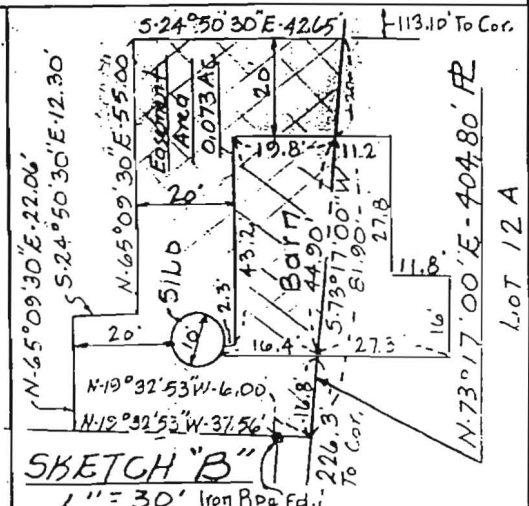 S-24°50'30"E-42.65'
113.10' To Cor.
N-65°09'30"E-55.00
S-24°50'30"E-12.30'
N-65°09'30"E-22.06'
Easement
Area
0.073 Ac.
20'
19.8'
11.2
20'
43.2
Barn
44.90'
S-73°17'00"W
81.90'
27.8
11.8'
16'
N-73°17'00"E-404.80' PL
LOT 12A
SILO
10'
2.3'
20'
16.4
27.3
N-19°32'53"W-6.00
16.8
N-19°32'53"W-37.56'
226.3
To Cor.
SKETCH "B"
1"=30'
Iron Pipe Fd.